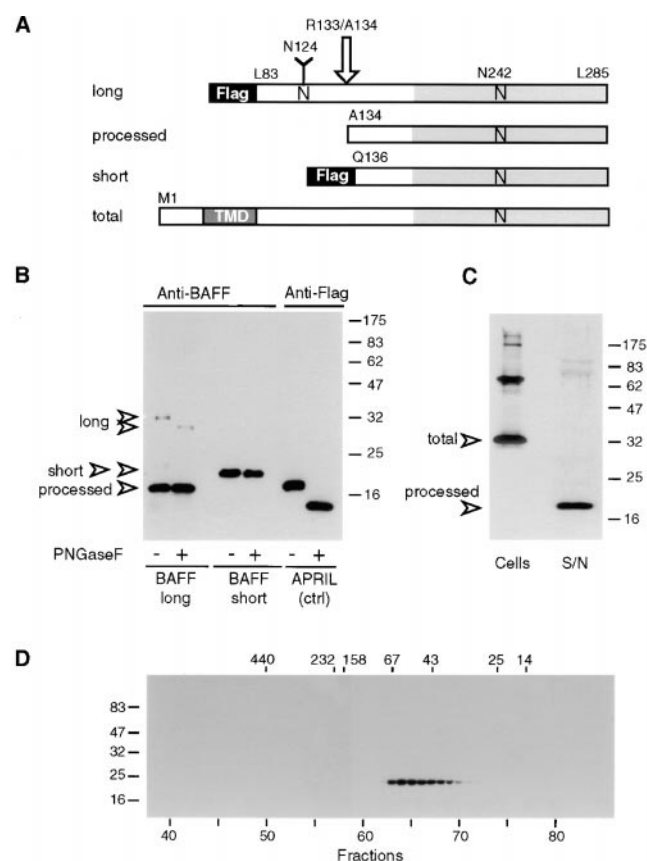 A
R133/A134
N124
L83 N242 L285
long Flag N N
A134
processed N
Q136
short Flag N
M1
total TMD N
B
Anti-BAFF Anti-Flag
175
83
62
47
long 32
25
short
processed 16
PNGaseF - + - + - +
BAFF long BAFF short APRIL (ctrl)
C
175
83
62
47
total 32
25
processed
16
Cells S/N
D
440 232 158 67 43 25 14
83
47
32
25
16
40 50 60 70 80
Fractions